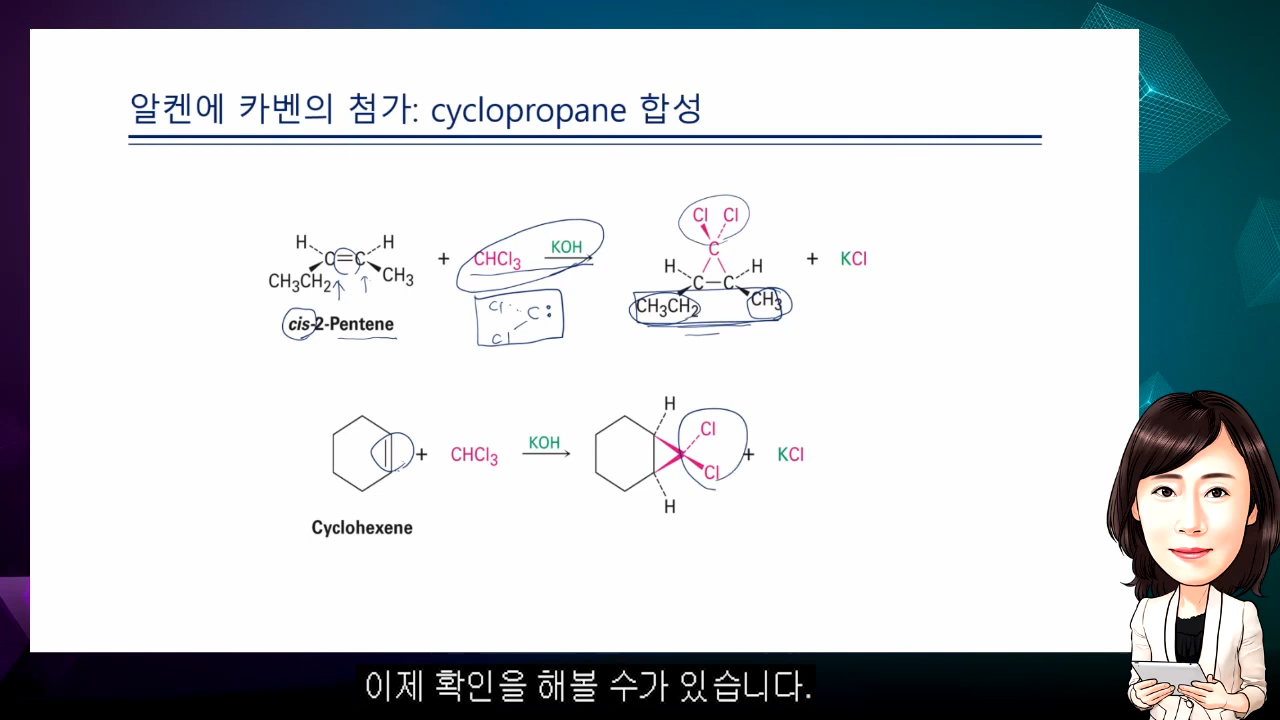 알켄에 카벤의 첨가: cyclopropane 합성
H H Cl Cl
C=C + CHCl₃ KOH C + KCl
CH₃CH₂ CH₃ H H
C—C
CH₃CH₂ CH₃
cis-2-Pentene
Cl C:
Cl
H
+ CHCl₃ KOH Cl + KCl
Cl
H
Cyclohexene
이제 확인을 해볼 수가 있습니다.